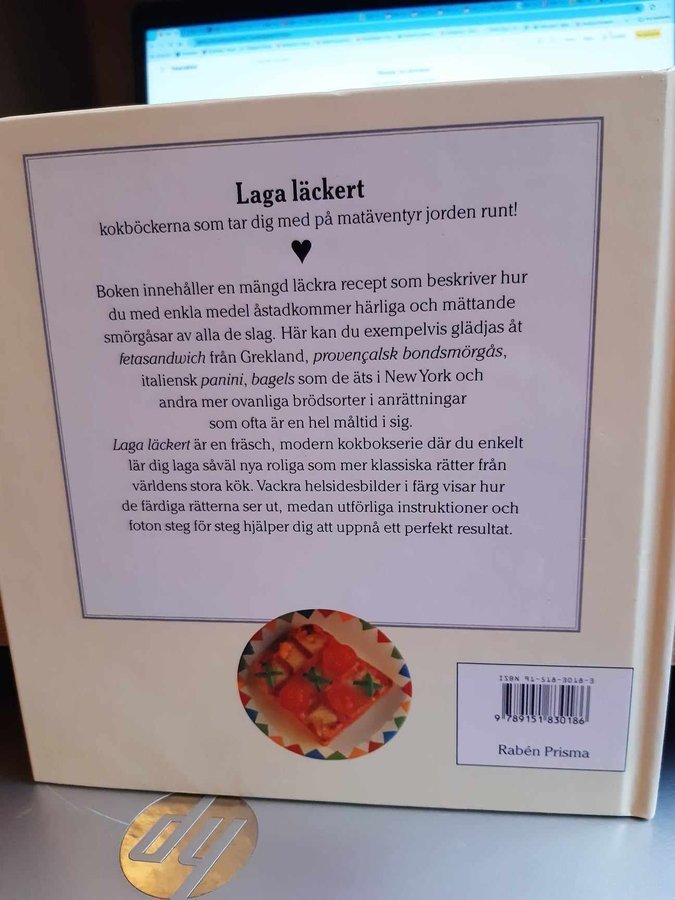 Laga läckert
kokböckerna som tar dig med på matäventyr jorden runt!
Boken innehåller en mängd läckra recept som beskriver hur
du med enkla medel åstadkommer härliga och mättande
smörgåsar av alla de slag. Här kan du exempelvis glädjas åt
fetasandwich från Grekland, provençalsk bondsmörgås,
italiensk panini, bagels som de äts i New York och
andra mer ovanliga brödsorter i anrättningar
som ofta är en hel måltid i sig.
Laga läckert är en fräsch, modern kokbokserie där du enkelt
lär dig laga såväl nya roliga som mer klassiska rätter från
världens stora kök. Vackra helsidesbilder i färg visar hur
de färdiga rätterna ser ut, medan utförliga instruktioner och
foton steg för steg hjälper dig att uppnå ett perfekt resultat.
ISBN 91-518-3018-3
9 789151 830186
Rabén Prisma
hp